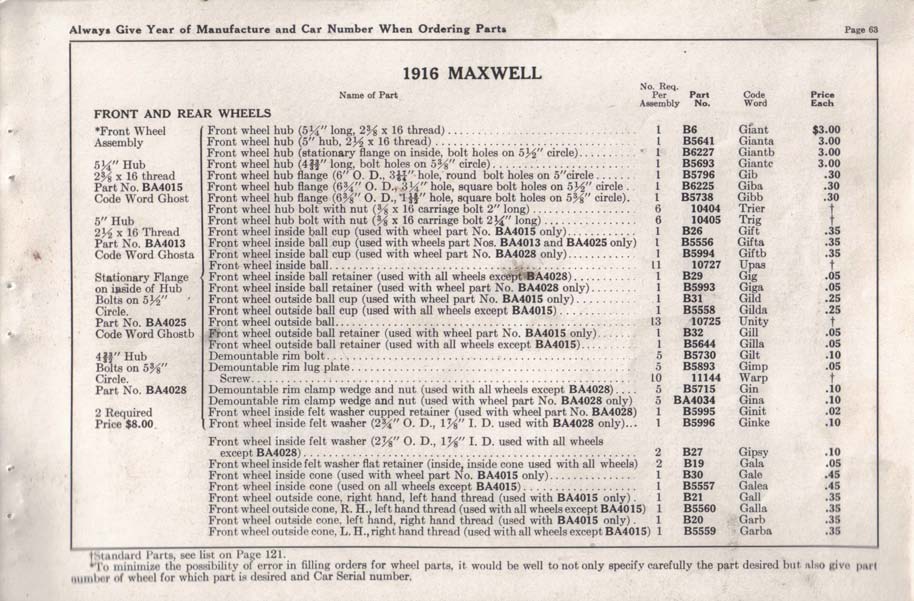 Always Give Year of Manufacture and Car Number When Ordering Parts Page 63
1916 MAXWELL
Name of Part No. Req. Per Assembly Part No. Code Word Price Each
FRONT AND REAR WHEELS
*Front Wheel
Assembly
5¼" Hub
2⅜ x 16 thread
Part No. BA4015
Code Word Ghost
5" Hub
2½ x 16 Thread
Part No. BA4013
Code Word Ghosta
Stationary Flange
on inside of Hub
Bolts on 5½"
Circle.
Part No. BA4025
Code Word Ghostb
Hub
Bolts on 5⅜"
Circle.
Part No. BA4028
2 Required
Price $8.00
Front wheel hub (5¼" long, 2⅜ x 16 thread) 1 B6 Giant $3.00
Front wheel hub (5" hub, 2½ x 16 thread) 1 B5641 Gianta 3.00
Front wheel hub (stationary flange on inside, bolt holes on 5½" circle) 1 B6227 Giantb 3.00
Front wheel hub ( long, bolt holes on 5⅜" circle) 1 B5693 Giantc 3.00
Front wheel hub flange (6" O. D., hole, round bolt holes on 5"circle 1 B5796 Gib .30
Front wheel hub flange (6¾" O. D., 3¼" hole, square bolt holes on 5½" circle 1 B6225 Giba .30
Front wheel hub flange (6⅜" O. D., hole, square bolt holes on 5⅜" circle). 1 B5738 Gibb .30
Front wheel hub bolt with nut (⅜ x 16 carriage bolt 2" long) 6 10404 Trier †
Front wheel hub bolt with nut (⅜ x 16 carriage bolt 2¼" long) 6 10405 Trig †
Front wheel inside ball cup (used with wheel part No. BA4015 only) 1 B26 Gift .35
Front wheel inside ball cup (used with wheels part Nos. BA4013 and BA4025 only) 1 B5556 Gifta .35
Front wheel inside ball cup (used with wheel part No. BA4028 only) 1 B5994 Giftb .35
Front wheel inside ball 11 10727 Upas †
Front wheel inside ball retainer (used with all wheels except BA4028) 1 B29 Gig .05
Front wheel inside ball retainer (used with wheel part No. BA4028 only) 1 B5993 Giga .05
Front wheel outside ball cup (used with wheel part No. BA4015 only) 1 B31 Gild .25
Front wheel outside ball cup (used with all wheels except BA4015) 1 B5558 Gilda .25
Front wheel outside ball 13 10725 Unity †
Front wheel outside ball retainer (used with wheel part No. BA4015 only) 1 B32 Gill .05
Front wheel outside ball retainer (used with all wheels except BA4015) 1 B5644 Gilla .05
Demountable rim bolt 5 B5730 Gilt .10
Demountable rim lug plate 5 B5893 Gimp .05
Screw 10 11144 Warp †
Demountable rim clamp wedge and nut (used with all wheels except BA4028) 5 B5715 Gin .10
Demountable rim clamp wedge and nut (used with wheel part No. BA4028 only) 5 BA4034 Gina .10
Front wheel inside felt washer cupped retainer (used with wheel part No. BA4028) 1 B5995 Ginit .02
Front wheel inside felt washer (2¾" O. D., 1⅞" I. D. used with BA4028 only) 1 B5996 Ginke .10
Front wheel inside felt washer (2⅞" O. D., 1⅞" I. D. used with all wheels
except BA4028) 2 B27 Gipsy .10
Front wheel inside felt washer flat retainer (inside, inside cone used with all wheels) 2 B19 Gala .05
Front wheel inside cone (used with wheel part No. BA4015 only) 1 B30 Gale .45
Front wheel inside cone (used on all wheels except BA4015) 1 B5557 Galea .45
Front wheel outside cone, right hand, left hand thread (used with BA4015 only) 1 B21 Gall .35
Front wheel outside cone, R. H., left hand thread (used with all wheels except BA4015) 1 B5560 Galla .35
Front wheel outside cone, left hand, right hand thread (used with BA4015 only) 1 B20 Garb .35
Front wheel outside cone, L. H., right hand thread (used with all wheels except BA4015) 1 B5559 Garba .35
†Standard Parts, see list on Page 121.
*To minimize the possibility of error in filling orders for wheel parts, it would be well to not only specify carefully the part desired but also give part
number of wheel for which part is desired and Car Serial number.